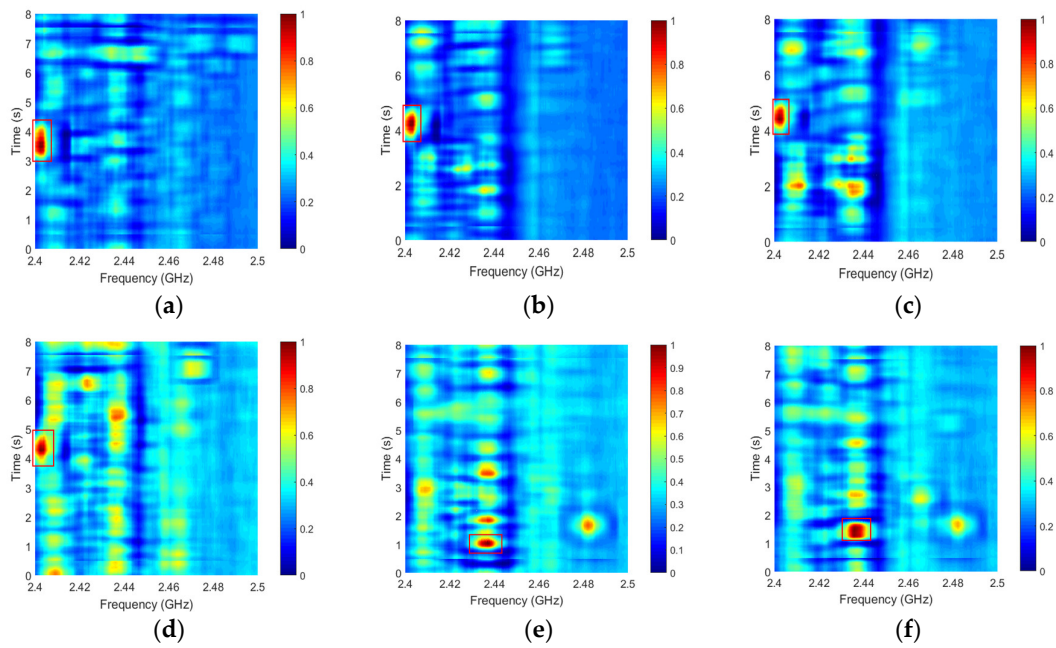 8 7 6 5 4 3 2 1 0
Time (s)
2.4 2.42 2.44 2.46 2.48 2.5
Frequency (GHz)
1 0.8 0.6 0.4 0.2 0
(a)
8 6 4 2 0
Time (s)
2.4 2.42 2.44 2.46 2.48 2.5
Frequency (GHz)
1 0.8 0.6 0.4 0.2 0
(b)
8 6 4 2 0
Time (s)
2.4 2.42 2.44 2.46 2.48 2.5
Frequency (GHz)
1 0.8 0.6 0.4 0.2 0
(c)
8 7 6 5 4 3 2 1 0
Time (s)
2.4 2.42 2.44 2.46 2.48 2.5
Frequency (GHz)
1 0.8 0.6 0.4 0.2 0
(d)
8 7 6 5 4 3 2 1 0
Time (s)
2.4 2.42 2.44 2.46 2.48 2.5
Frequency (GHz)
1 0.9 0.8 0.7 0.6 0.5 0.4 0.3 0.2 0.1 0
(e)
8 7 6 5 4 3 2 1 0
Time (s)
2.4 2.42 2.44 2.46 2.48 2.5
Frequency (GHz)
1 0.8 0.6 0.4 0.2 0
(f)